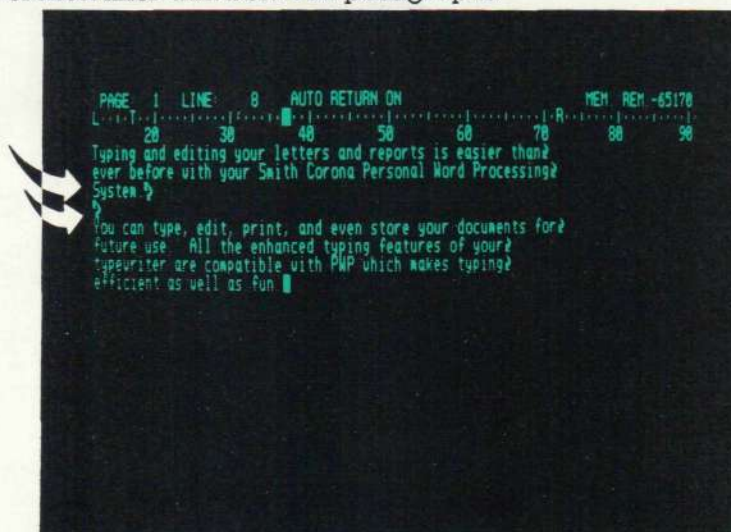 PAGE 1 LINE: 8 AUTO RETURN ON MEM. REM.-65170
L T R
20 30 40 50 60 70 80 90
Typing and editing your letters and reports is easier than
ever before with your Smith Corona Personal Word Processing
System.
You can type, edit, print, and even store your documents for
future use. All the enhanced typing features of your
typewriter are compatible with PWP which makes typing
efficient as well as fun